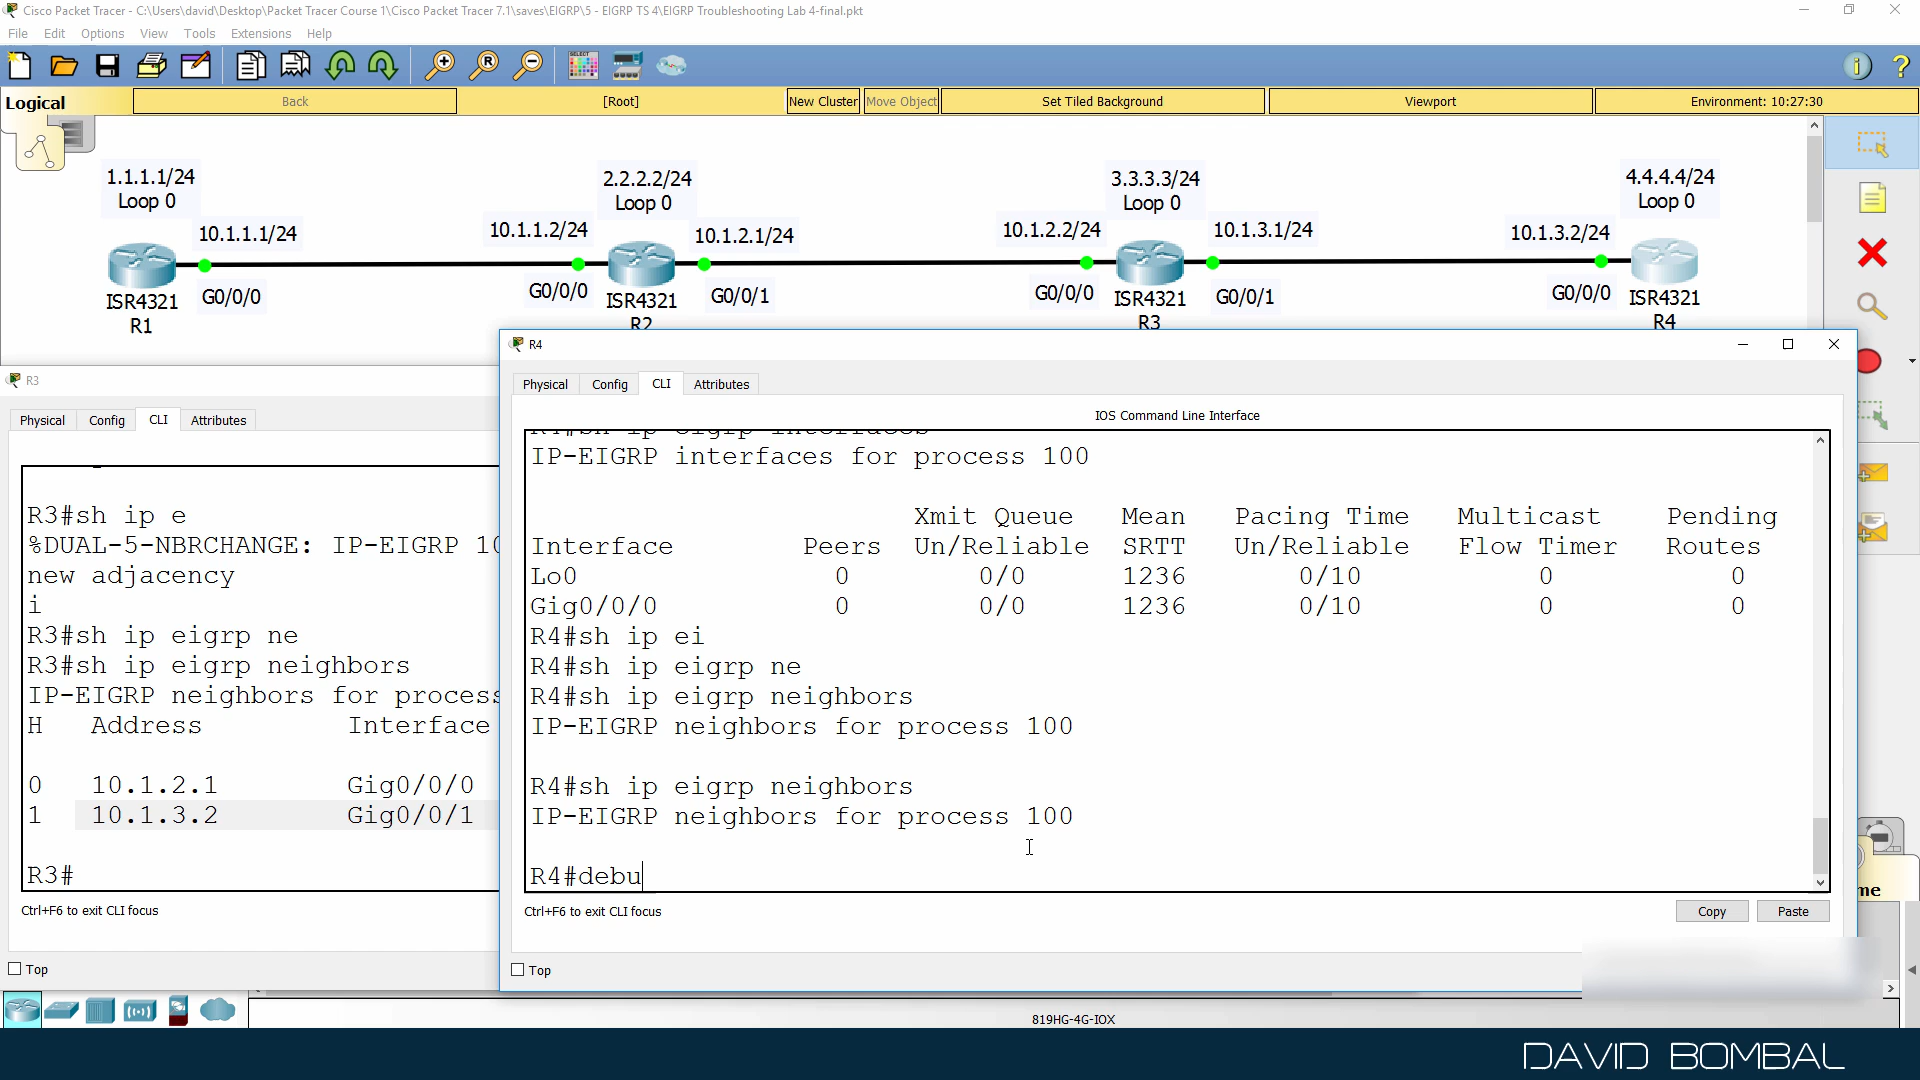 Cisco Packet Tracer - C:\Users\david\Desktop\Packet Tracer Course 1\Cisco Packet Tracer 7.1\saves\EIGRP\5 - EIGRP TS 4\EIGRP Troubleshooting Lab 4-final.pkt
File Edit Options View Tools Extensions Help
Logical Back [Root] New Cluster Move Object Set Tiled Background Viewport Environment: 10:27:30
1.1.1.1/24
Loop 0
10.1.1.1/24
G0/0/0
ISR4321
R1
2.2.2.2/24
Loop 0
10.1.1.2/24
10.1.2.1/24
G0/0/0
G0/0/1
ISR4321
R2
3.3.3.3/24
Loop 0
10.1.2.2/24
10.1.3.1/24
G0/0/0
G0/0/1
ISR4321
R3
4.4.4.4/24
Loop 0
10.1.3.2/24
G0/0/0
ISR4321
R4
R3
Physical Config CLI Attributes
R3#sh ip e
%DUAL-5-NBRCHANGE: IP-EIGRP 10
new adjacency
i
R3#sh ip eigrp ne
R3#sh ip eigrp neighbors
IP-EIGRP neighbors for process
H Address Interface
0 10.1.2.1 Gig0/0/0
1 10.1.3.2 Gig0/0/1
R3#
Ctrl+F6 to exit CLI focus
Top
R4
Physical Config CLI Attributes
IOS Command Line Interface
R4#sh ip eigrp interfaces
IP-EIGRP interfaces for process 100
Xmit Queue Mean Pacing Time Multicast Pending
Interface Peers Un/Reliable SRTT Un/Reliable Flow Timer Routes
Lo0 0 0/0 1236 0/10 0 0
Gig0/0/0 0 0/0 1236 0/10 0 0
R4#sh ip ei
R4#sh ip eigrp ne
R4#sh ip eigrp neighbors
IP-EIGRP neighbors for process 100
R4#sh ip eigrp neighbors
IP-EIGRP neighbors for process 100
R4#debu
Ctrl+F6 to exit CLI focus
Copy Paste
Top
me
819HG-4G-IOX
DAVID BOMBAL